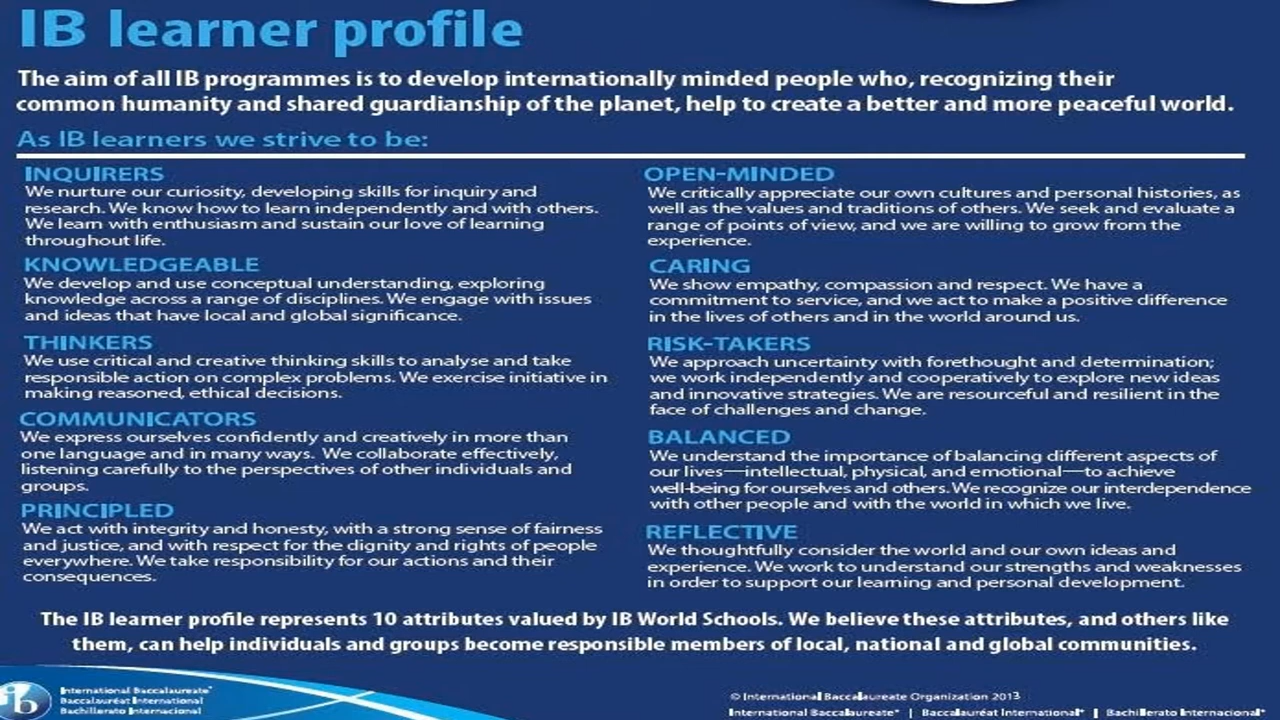 IB learner profile
The aim of all IB programmes is to develop internationally minded people who, recognizing their
common humanity and shared guardianship of the planet, help to create a better and more peaceful world.
As IB learners we strive to be:
INQUIRERS
We nurture our curiosity, developing skills for inquiry and
research. We know how to learn independently and with others.
We learn with enthusiasm and sustain our love of learning
throughout life.
KNOWLEDGEABLE
We develop and use conceptual understanding, exploring
knowledge across a range of disciplines. We engage with issues
and ideas that have local and global significance.
THINKERS
We use critical and creative thinking skills to analyse and take
responsible action on complex problems. We exercise initiative in
making reasoned, ethical decisions.
COMMUNICATORS
We express ourselves confidently and creatively in more than
one language and in many ways. We collaborate effectively,
listening carefully to the perspectives of other individuals and
groups.
PRINCIPLED
We act with integrity and honesty, with a strong sense of fairness
and justice, and with respect for the dignity and rights of people
everywhere. We take responsibility for our actions and their
consequences.
OPEN-MINDED
We critically appreciate our own cultures and personal histories, as
well as the values and traditions of others. We seek and evaluate a
range of points of view, and we are willing to grow from the
experience.
CARING
We show empathy, compassion and respect. We have a
commitment to service, and we act to make a positive difference
in the lives of others and in the world around us.
RISK-TAKERS
We approach uncertainty with forethought and determination;
we work independently and cooperatively to explore new ideas
and innovative strategies. We are resourceful and resilient in the
face of challenges and change.
BALANCED
We understand the importance of balancing different aspects of
our lives—intellectual, physical, and emotional—to achieve
well-being for ourselves and others. We recognize our interdependence
with other people and with the world in which we live.
REFLECTIVE
We thoughtfully consider the world and our own ideas and
experience. We work to understand our strengths and weaknesses
in order to support our learning and personal development.
The IB learner profile represents 10 attributes valued by IB World Schools. We believe these attributes, and others like
them, can help individuals and groups become responsible members of local, national and global communities.
ib
International Baccalaureate®
Baccalauréat International
Bachillerato Internacional
© International Baccalaureate Organization 2013
International Baccalaureate® | Baccalauréat International® | Bachillerato Internacional®